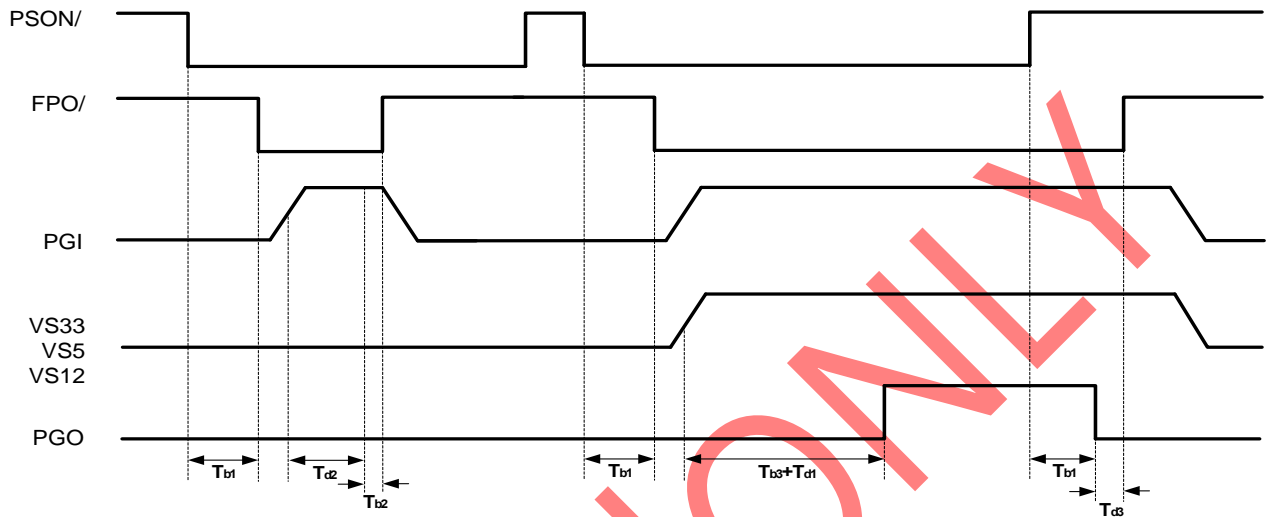 PSON/
FPO/
PGI
VS33
VS5
VS12
PGO
Tb1
Td2
Tb2
Tb1
Tb3+Td1
Tb1
Td3
ONLY